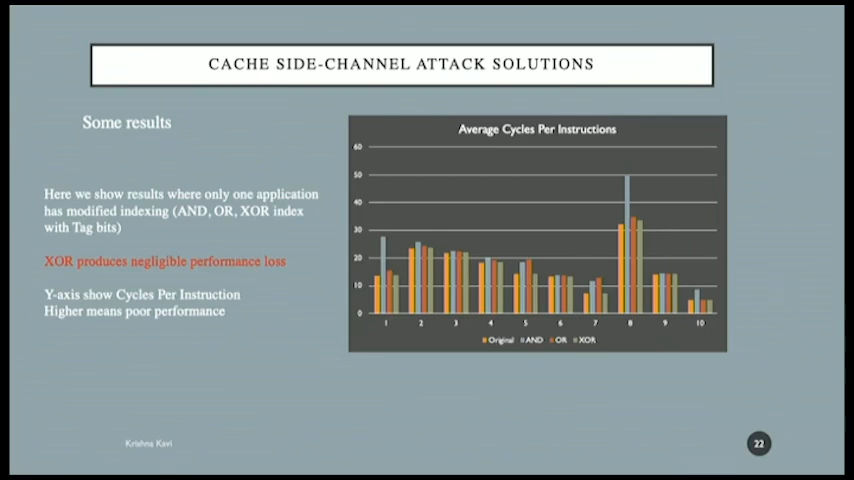 CACHE SIDE-CHANNEL ATTACK SOLUTIONS
Some results
Here we show results where only one application
has modified indexing (AND, OR, XOR index
with Tag bits)
XOR produces negligible performance loss
Y-axis show Cycles Per Instruction
Higher means poor performance
Average Cycles Per Instructions
60
50
40
30
20
10
0
1 2 3 4 5 6 7 8 9 10
Original AND OR XOR
Krishna Kavi
22